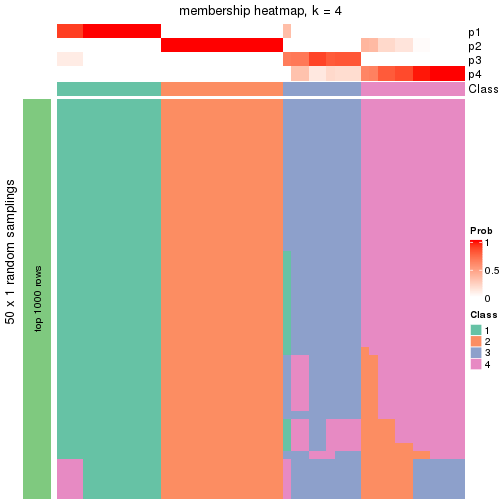 membership heatmap, k = 4
p1
p2
p3
p4
Class
50 x 1 random samplings
top 1000 rows
Prob
1
0.5
0
Class
1
2
3
4